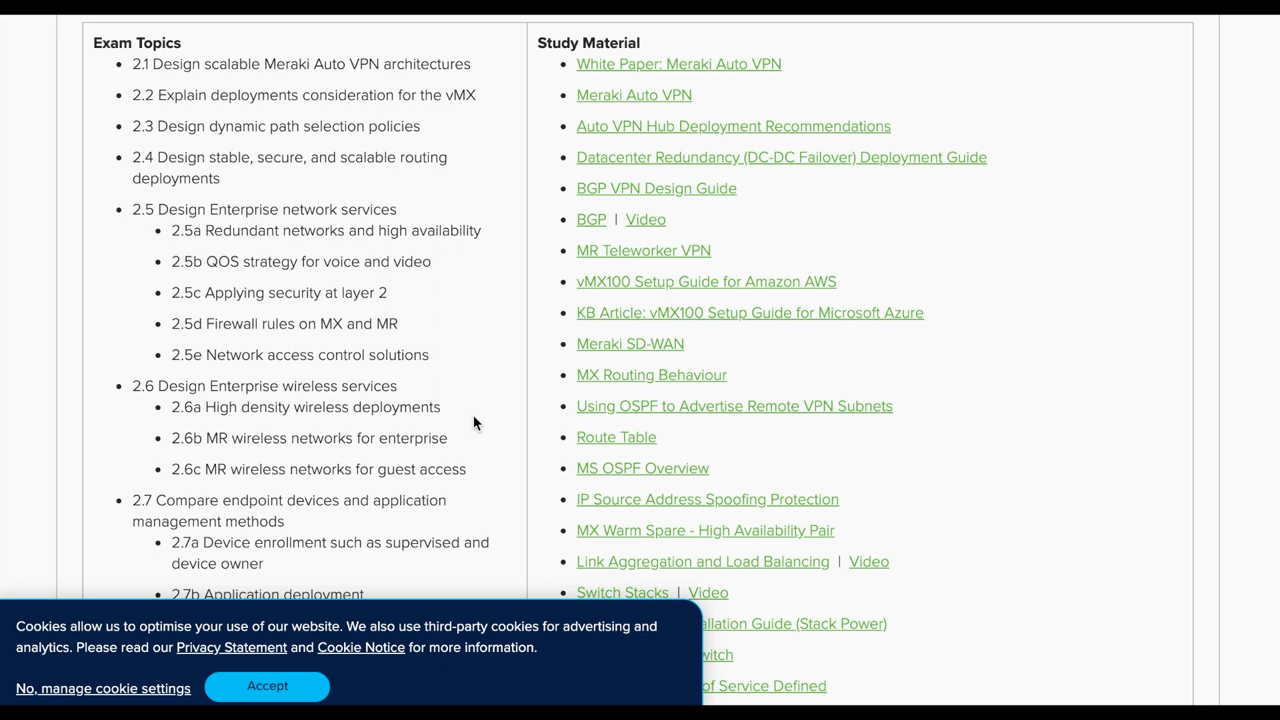 Exam Topics
2.1 Design scalable Meraki Auto VPN architectures
2.2 Explain deployments consideration for the vMX
2.3 Design dynamic path selection policies
2.4 Design stable, secure, and scalable routing
deployments
2.5 Design Enterprise network services
2.5a Redundant networks and high availability
2.5b QOS strategy for voice and video
2.5c Applying security at layer 2
2.5d Firewall rules on MX and MR
2.5e Network access control solutions
2.6 Design Enterprise wireless services
2.6a High density wireless deployments
2.6b MR wireless networks for enterprise
2.6c MR wireless networks for guest access
2.7 Compare endpoint devices and application
management methods
2.7a Device enrollment such as supervised and
device owner
2.7b Application deployment
Study Material
White Paper: Meraki Auto VPN
Meraki Auto VPN
Auto VPN Hub Deployment Recommendations
Datacenter Redundancy (DC-DC Failover) Deployment Guide
BGP VPN Design Guide
BGP | Video
MR Teleworker VPN
vMX100 Setup Guide for Amazon AWS
KB Article: vMX100 Setup Guide for Microsoft Azure
Meraki SD-WAN
MX Routing Behaviour
Using OSPF to Advertise Remote VPN Subnets
Route Table
MS OSPF Overview
IP Source Address Spoofing Protection
MX Warm Spare - High Availability Pair
Link Aggregation and Load Balancing | Video
Switch Stacks | Video
Guide (Stack Power)
of Service Defined
Cookies allow us to optimise your use of our website. We also use third-party cookies for advertising and
analytics. Please read our Privacy Statement and Cookie Notice for more information.
No, manage cookie settings
Accept